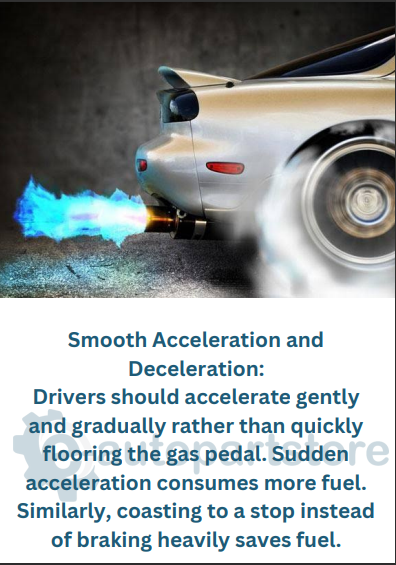 Smooth Acceleration and
Deceleration:
Drivers should accelerate gently
and gradually rather than quickly
flooring the gas pedal. Sudden
acceleration consumes more fuel.
Similarly, coasting to a stop instead
of braking heavily saves fuel.
autopartstore